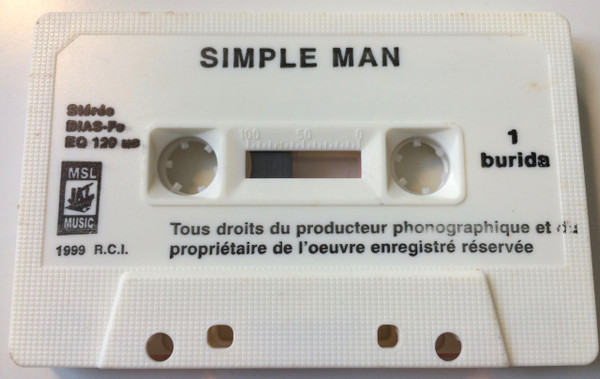 SIMPLE MAN
Stéréo
BIAS-Fe
EQ 120 us
100 50 0
1
burida
MSL
MUSIC
1999 R.C.I.
Tous droits du producteur phonographique et du
propriétaire de l'oeuvre enregistré réservée